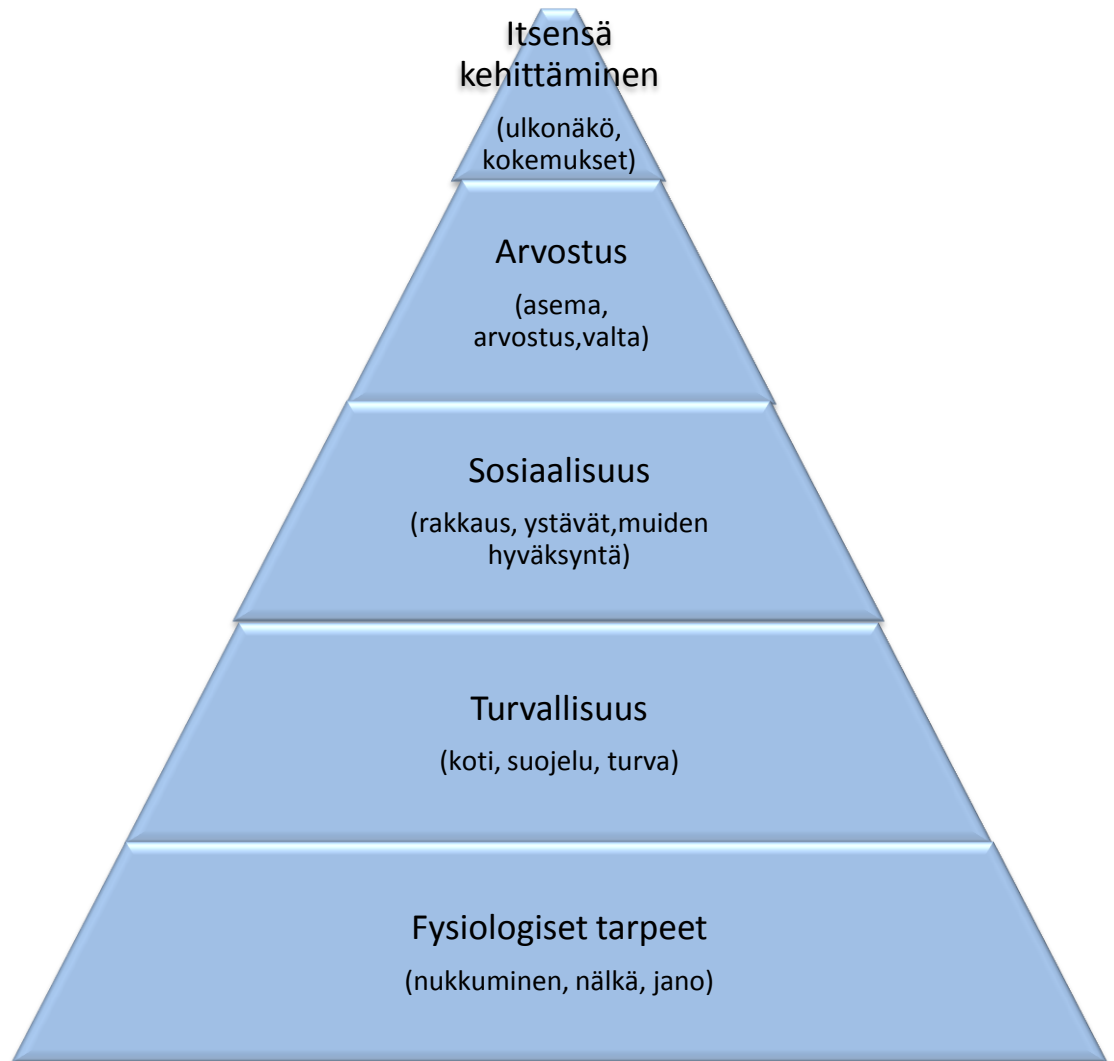 Itsensä
kehittäminen
(ulkonäkö,
kokemukset)
Arvostus
(asema,
arvostus,valta)
Sosiaalisuus
(rakkaus, ystävät,muiden
hyväksyntä)
Turvallisuus
(koti, suojelu, turva)
Fysiologiset tarpeet
(nukkuminen, nälkä, jano)